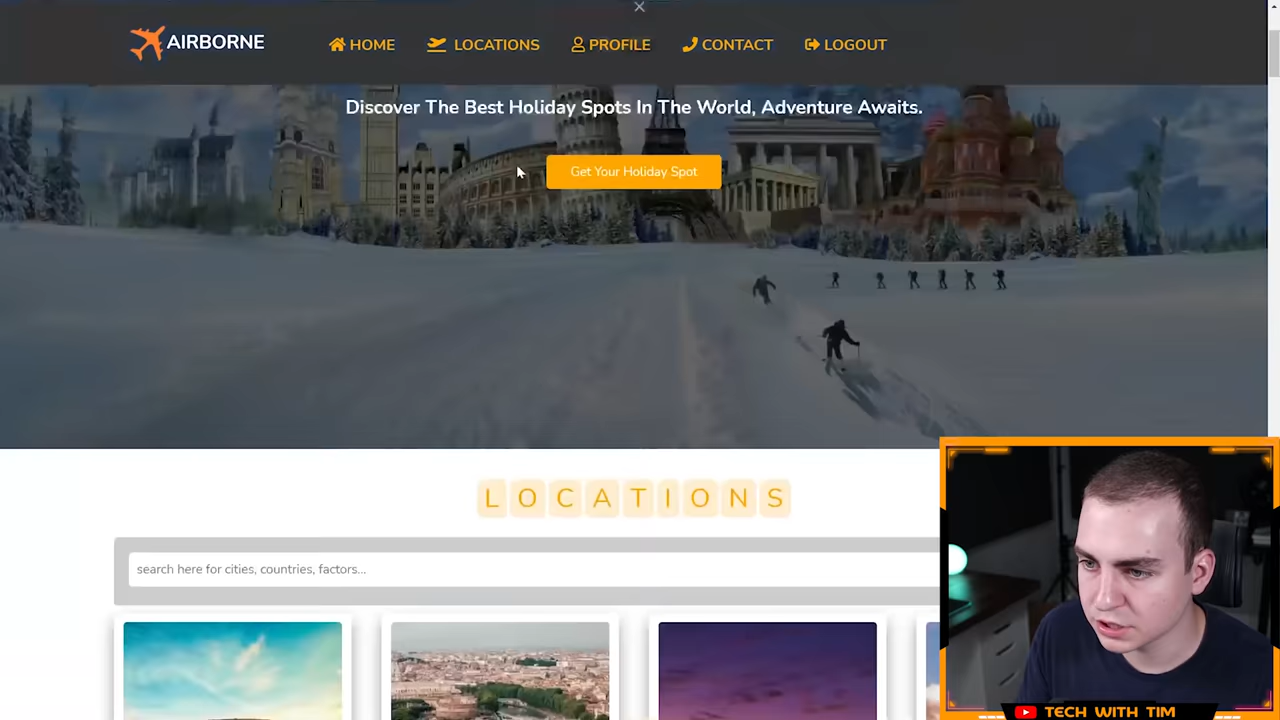 AIRBORNE
HOME
LOCATIONS
PROFILE
CONTACT
LOGOUT
Discover The Best Holiday Spots In The World, Adventure Awaits.
Get Your Holiday Spot
LOCATIONS
search here for cities, countries, factors...
TECH WITH TIM